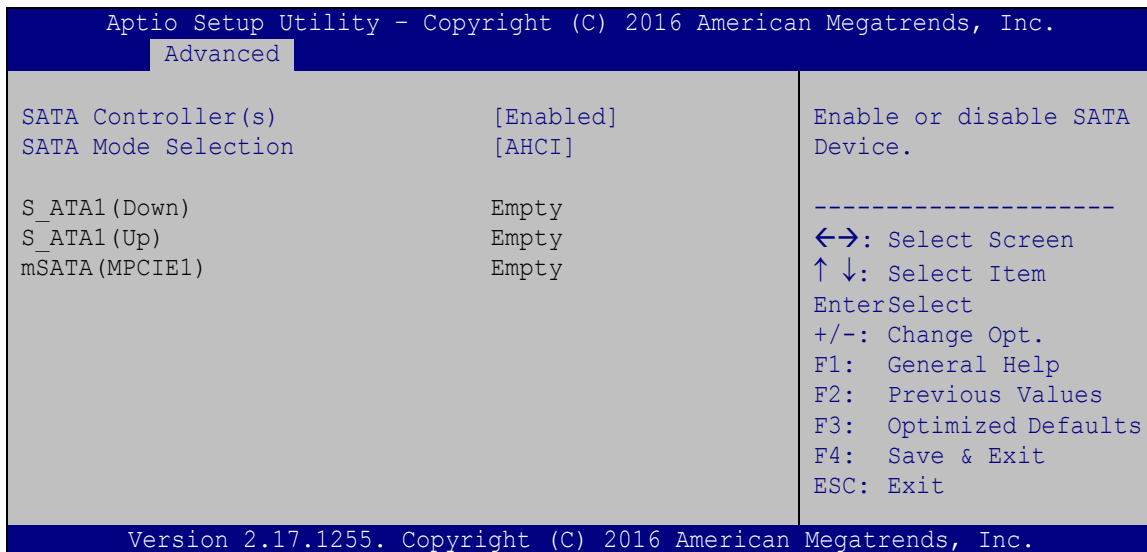 Aptio Setup Utility – Copyright (C) 2016 American Megatrends, Inc.
Advanced
SATA Controller(s) [Enabled]
SATA Mode Selection [AHCI]
S_ATA1(Down) Empty
S_ATA1(Up) Empty
mSATA(MPCIE1) Empty
Enable or disable SATA
Device.
---------------------
←→: Select Screen
↑ ↓: Select Item
EnterSelect
+/-: Change Opt.
F1: General Help
F2: Previous Values
F3: Optimized Defaults
F4: Save & Exit
ESC: Exit
Version 2.17.1255. Copyright (C) 2016 American Megatrends, Inc.